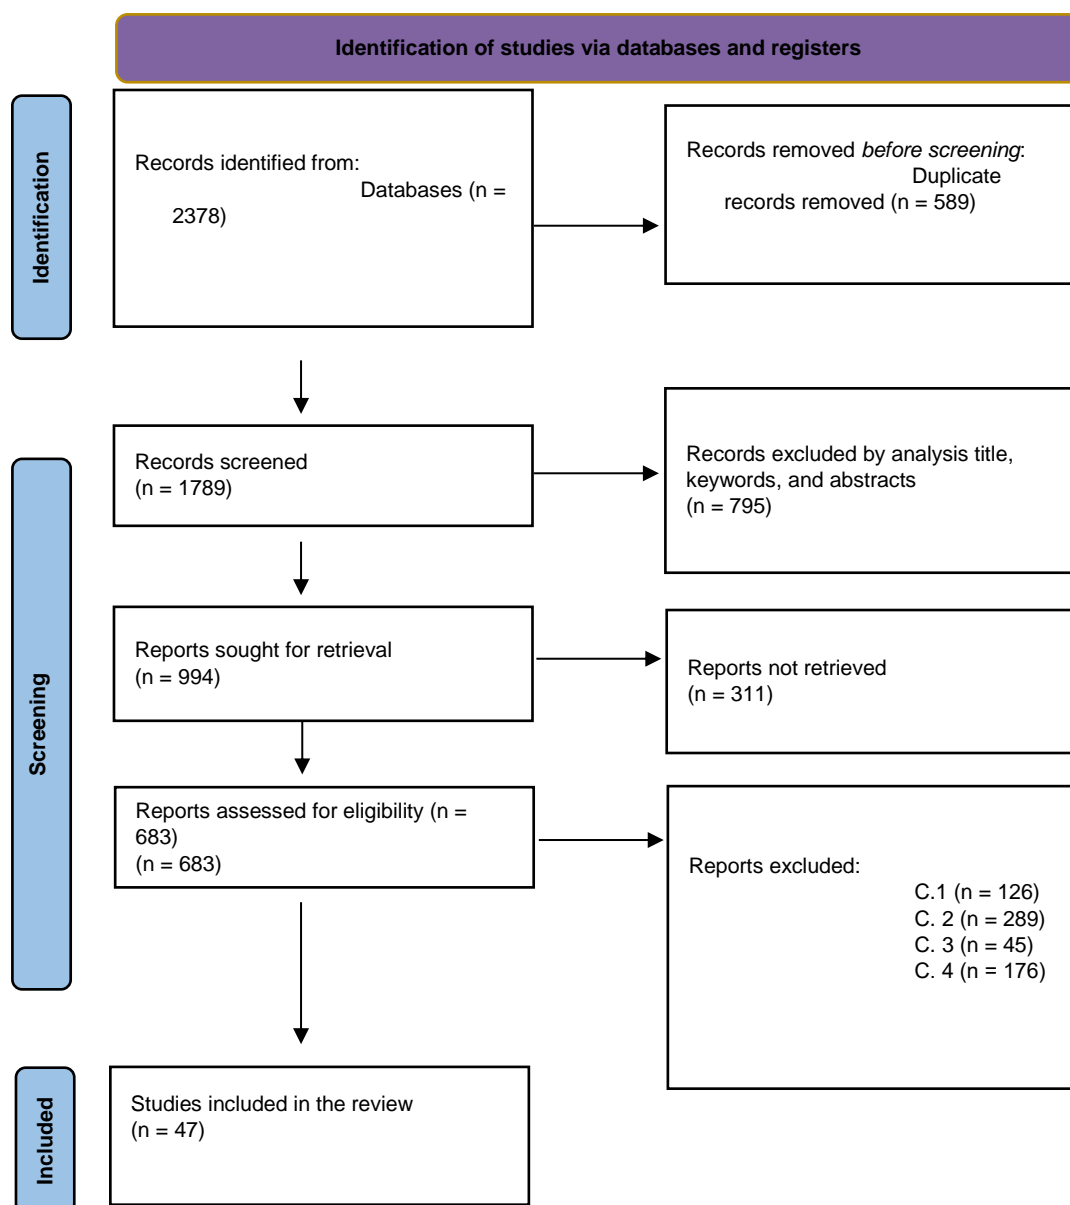 Identification of studies via databases and registers
Identification
Records identified from:
Databases (n =
2378)
Records removed before screening:
Duplicate
records removed (n = 589)
Screening
Records screened
(n = 1789)
Records excluded by analysis title,
keywords, and abstracts
(n = 795)
Reports sought for retrieval
(n = 994)
Reports not retrieved
(n = 311)
Reports assessed for eligibility (n =
683)
(n = 683)
Reports excluded:
C.1 (n = 126)
C. 2 (n = 289)
C. 3 (n = 45)
C. 4 (n = 176)
Included
Studies included in the review
(n = 47)